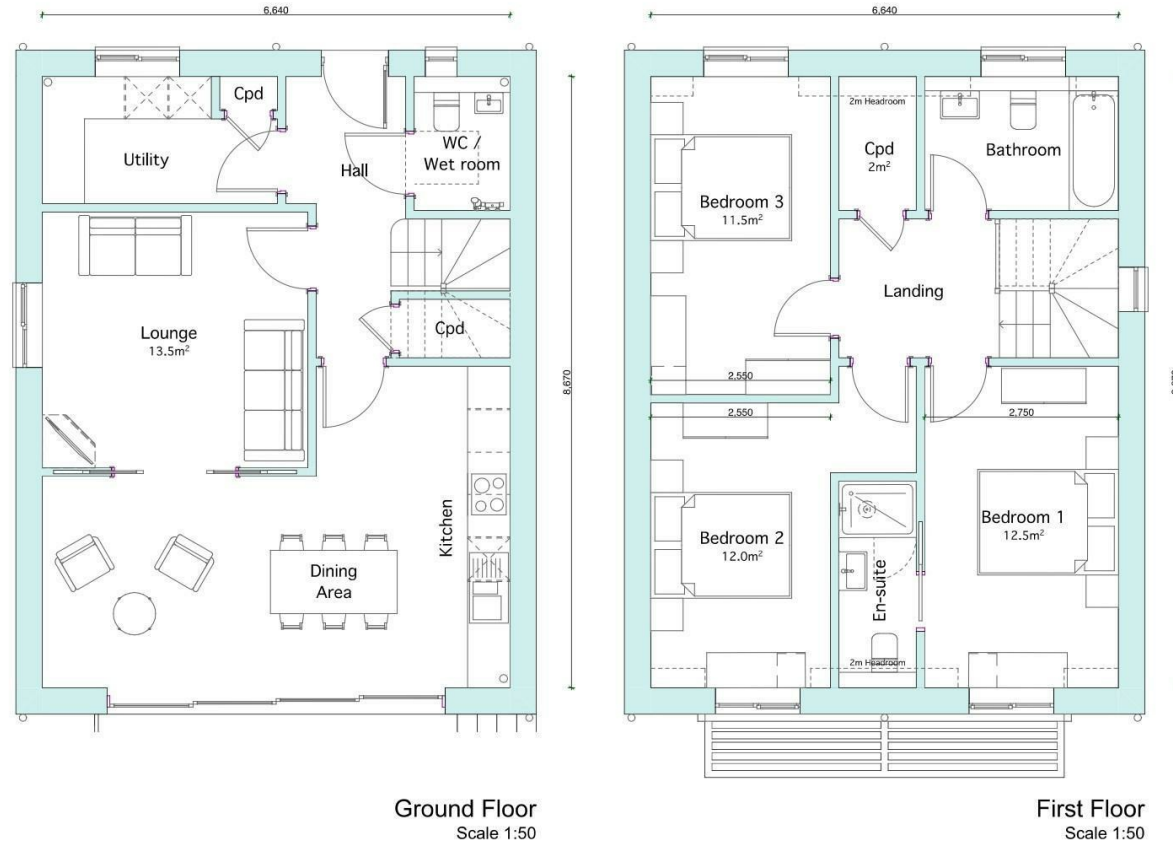 6,640
Cpd
Utility
Hall
WC /
Wet room
Lounge
13.5m²
Cpd
8,670
Kitchen
Dining
Area
Ground Floor
Scale 1:50
6,640
2m Headroom
Cpd
2m²
Bathroom
Bedroom 3
11.5m²
Landing
2,550
2,550
2,750
Bedroom 2
12.0m²
Bedroom 1
12.5m²
En-suite
2m Headroom
First Floor
Scale 1:50